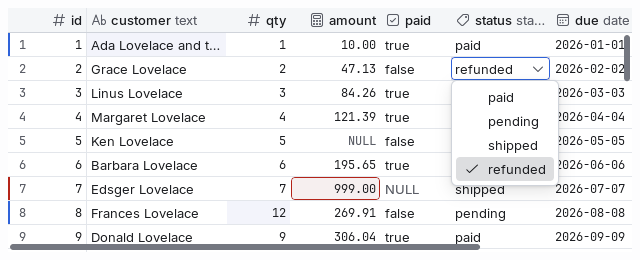 id customer text qty amount paid status sta... due date
1 1 Ada Lovelace and t... 1 10.00 true paid 2026-01-01
2 2 Grace Lovelace 2 47.13 false refunded 2026-02-02
3 3 Linus Lovelace 3 84.26 true 2026-03-03
paid
4 4 Margaret Lovelace 4 121.39 true 2026-04-04
pending
5 5 Ken Lovelace 5 NULL false 2026-05-05
shipped
6 6 Barbara Lovelace 6 195.65 true 2026-06-06
refunded
7 7 Edsger Lovelace 7 999.00 NULL shipped 2026-07-07
8 8 Frances Lovelace 12 269.91 false pending 2026-08-08
9 9 Donald Lovelace 9 306.04 true paid 2026-09-09